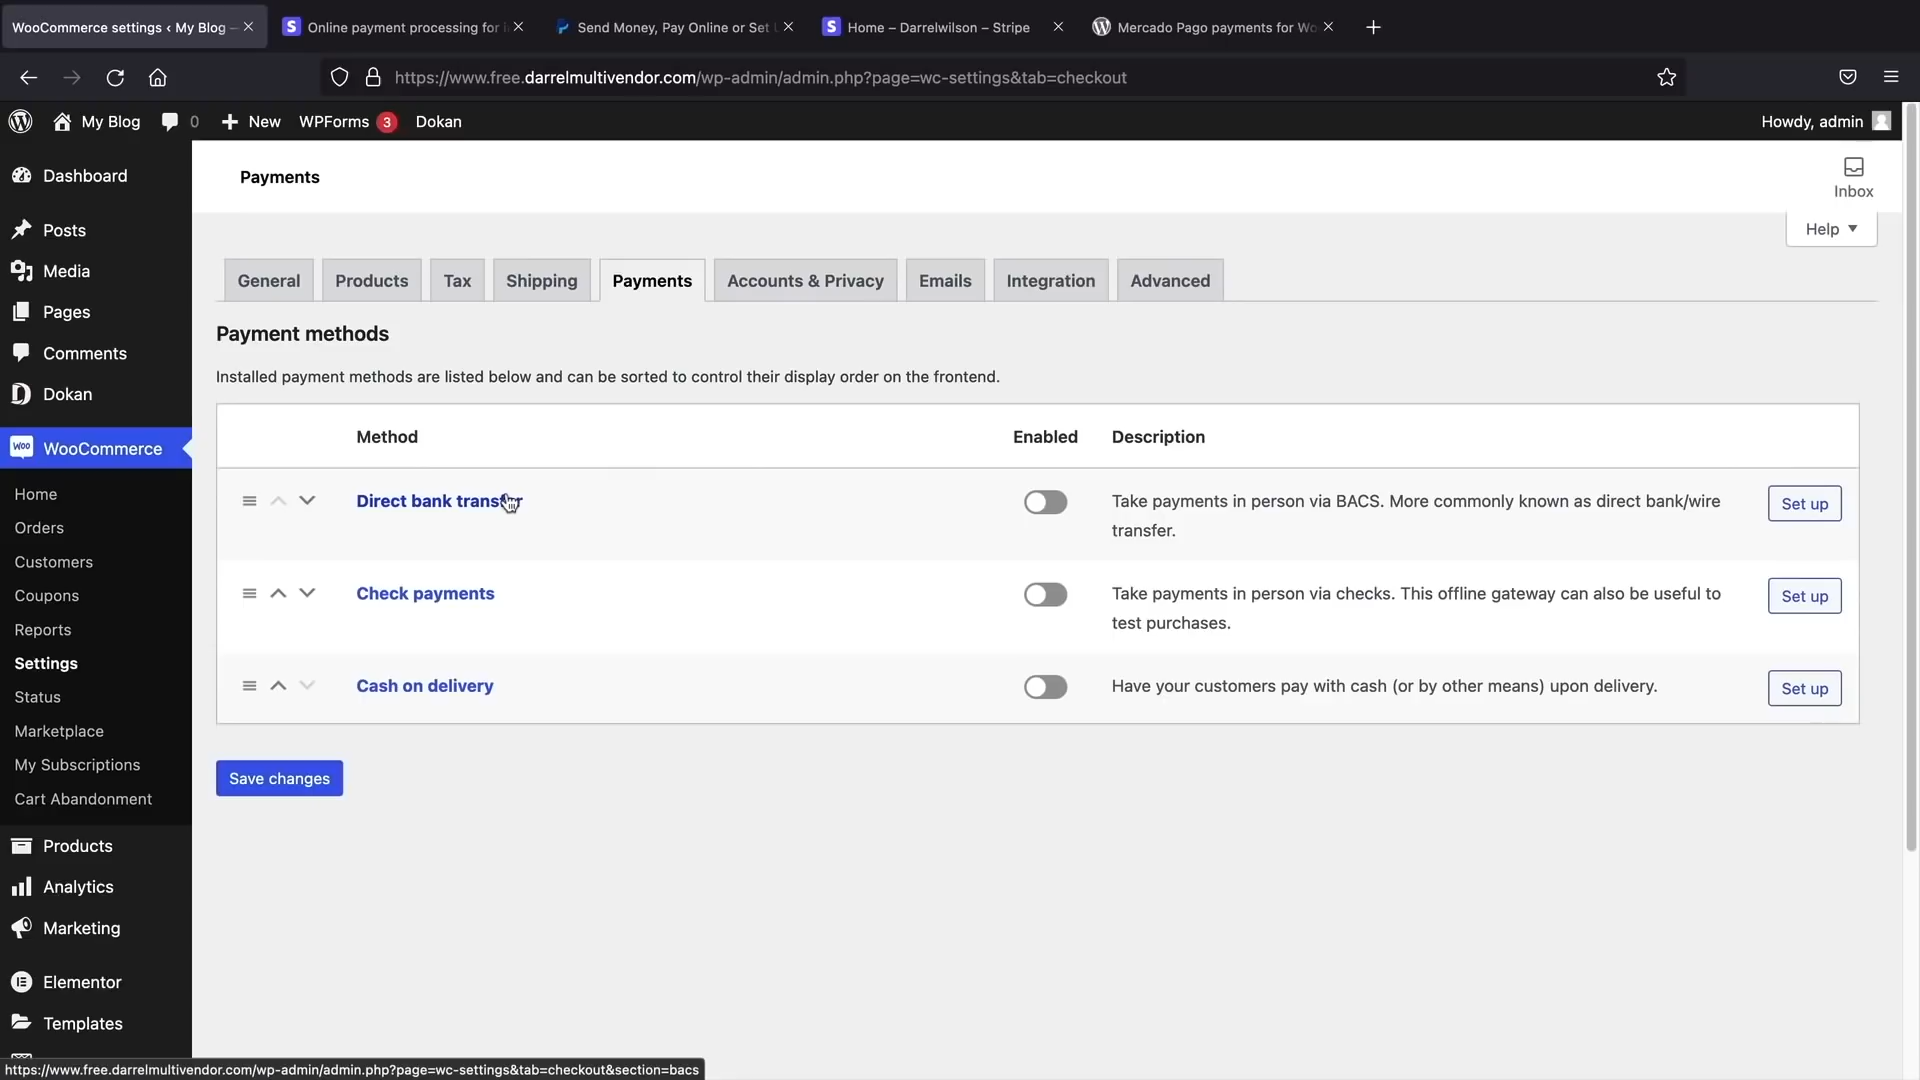 WooCommerce settings ‹ My Blog —
Online payment processing for i
Send Money, Pay Online or Set
Home – Darrelwilson – Stripe
Mercado Pago payments for Wo
https://www.free.darrelmultivendor.com/wp-admin/admin.php?page=wc-settings&tab=checkout
My Blog
0
New
WPForms 3
Dokan
Howdy, admin
Dashboard
Posts
Media
Pages
Comments
Dokan
Woo WooCommerce
Home
Orders
Customers
Coupons
Reports
Settings
Status
Marketplace
My Subscriptions
Cart Abandonment
Products
Analytics
Marketing
Elementor
Templates
Payments
Inbox
Help
General
Products
Tax
Shipping
Payments
Accounts & Privacy
Emails
Integration
Advanced
Payment methods
Installed payment methods are listed below and can be sorted to control their display order on the frontend.
Method
Enabled
Description
Direct bank transfer
Take payments in person via BACS. More commonly known as direct bank/wire
transfer.
Set up
Check payments
Take payments in person via checks. This offline gateway can also be useful to
test purchases.
Set up
Cash on delivery
Have your customers pay with cash (or by other means) upon delivery.
Set up
Save changes
https://www.free.darrelmultivendor.com/wp-admin/admin.php?page=wc-settings&tab=checkout&section=bacs